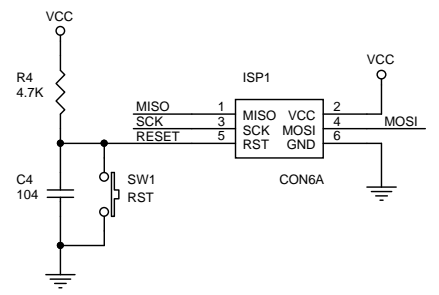 VCC
VCC
R4
4.7K
ISP1
MISO 1 MISO VCC 2
SCK 3 SCK MOSI 4 MOSI
RESET 5 RST GND 6
CON6A
C4
104
SW1
RST